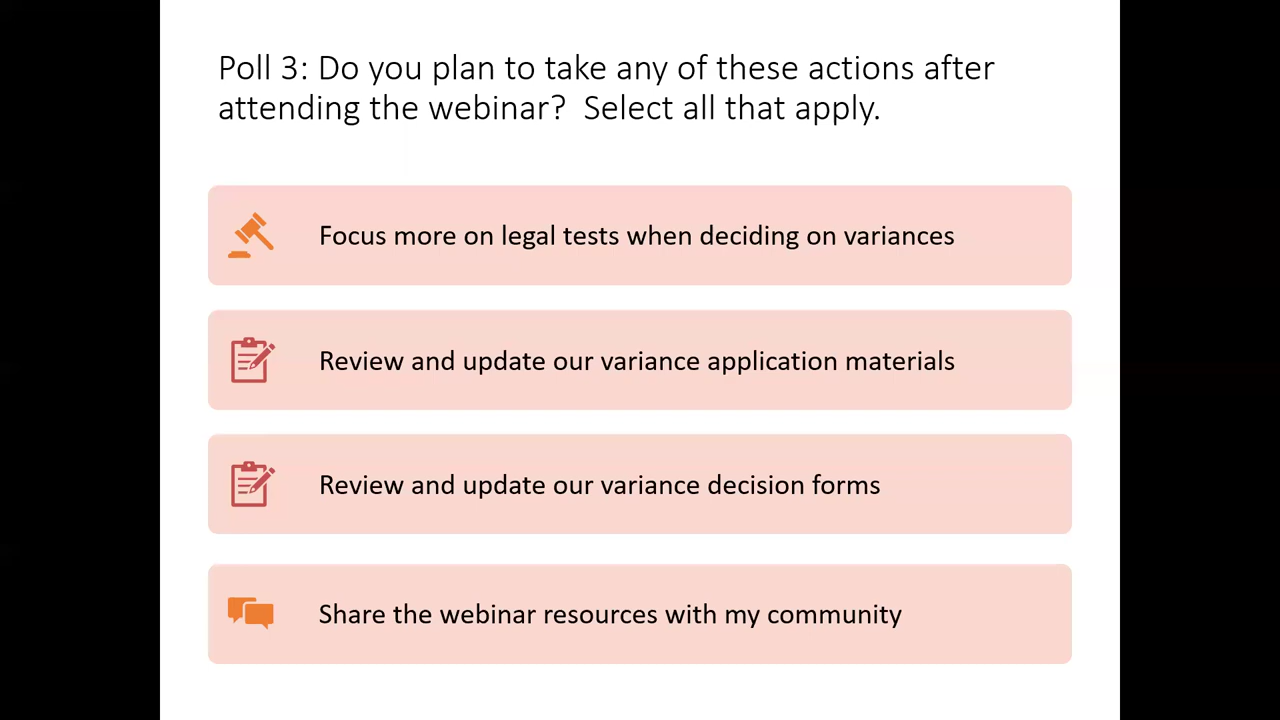 Poll 3: Do you plan to take any of these actions after
attending the webinar?  Select all that apply.
Focus more on legal tests when deciding on variances
Review and update our variance application materials
Review and update our variance decision forms
Share the webinar resources with my community